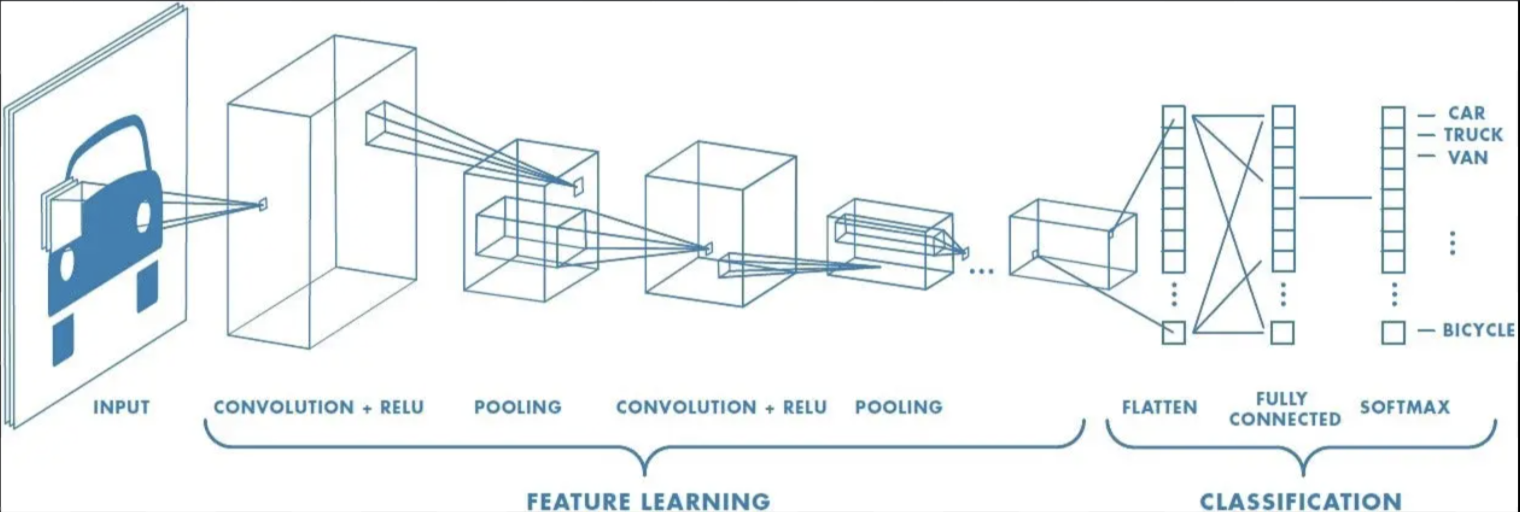 CAR
TRUCK
VAN
BICYCLE
INPUT
CONVOLUTION + RELU
POOLING
CONVOLUTION + RELU
POOLING
FLATTEN
FULLY
CONNECTED
SOFTMAX
FEATURE LEARNING
CLASSIFICATION